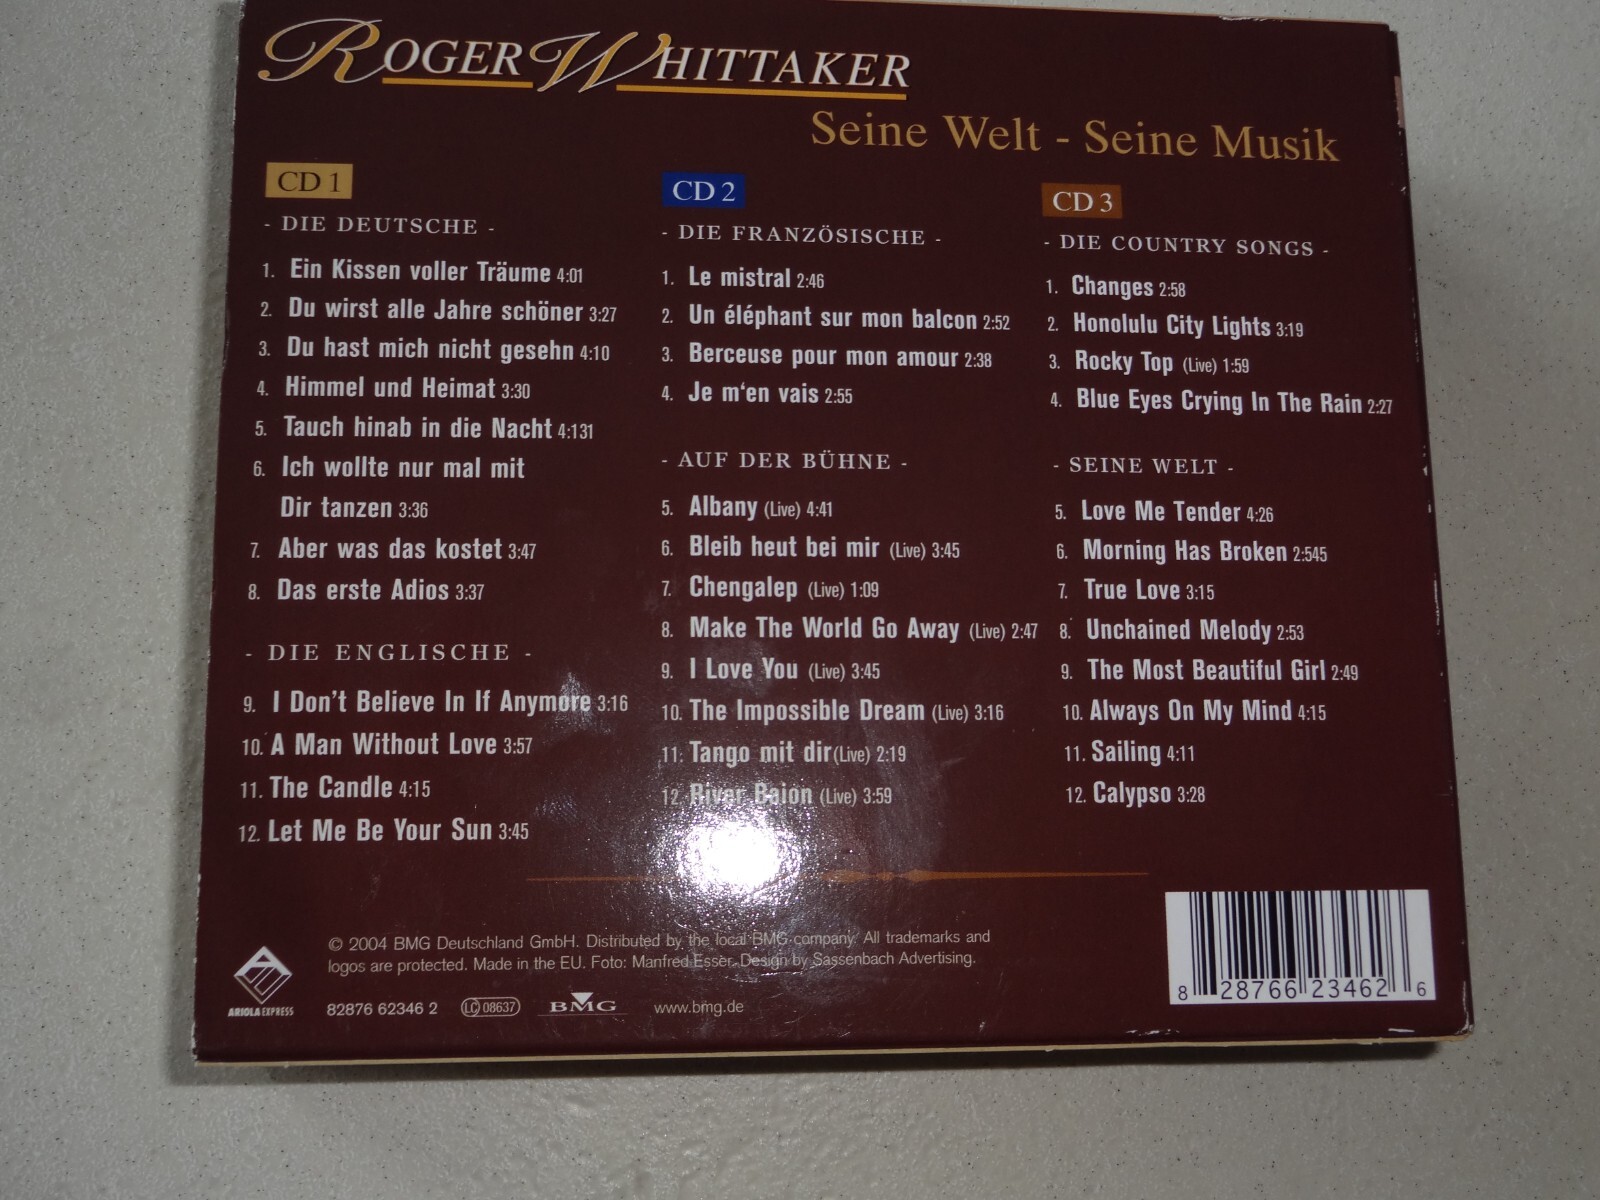 ROGER WHITTAKER
Seine Welt - Seine Musik
CD 1
- DIE DEUTSCHE -
1. Ein Kissen voller Träume 4:01
2. Du wirst alle Jahre schöner 3:27
3. Du hast mich nicht gesehn 4:10
4. Himmel und Heimat 3:30
5. Tauch hinab in die Nacht 4:131
6. Ich wollte nur mal mit
Dir tanzen 3:36
7. Aber was das kostet 3:47
8. Das erste Adios 3:37
- DIE ENGLISCHE -
9. I Don't Believe In If Anymore 3:16
10. A Man Without Love 3:57
11. The Candle 4:15
12. Let Me Be Your Sun 3:45
CD 2
- DIE FRANZÖSISCHE -
1. Le mistral 2:46
2. Un éléphant sur mon balcon 2:52
3. Berceuse pour mon amour 2:38
4. Je m'en vais 2:55
- AUF DER BÜHNE -
5. Albany (Live) 4:41
6. Bleib heut bei mir (Live) 3:45
7. Chengalep (Live) 1:09
8. Make The World Go Away (Live) 2:47
9. I Love You (Live) 3:45
10. The Impossible Dream (Live) 3:16
11. Tango mit dir(Live) 2:19
12. River (Live) 3:59
CD 3
- DIE COUNTRY SONGS -
1. Changes 2:58
2. Honolulu City Lights 3:19
3. Rocky Top (Live) 1:59
4. Blue Eyes Crying In The Rain 2:27
- SEINE WELT -
5. Love Me Tender 4:26
6. Morning Has Broken 2:545
7. True Love 3:15
8. Unchained Melody 2:53
9. The Most Beautiful Girl 2:49
10. Always On My Mind 4:15
11. Sailing 4:11
12. Calypso 3:28
© 2004 BMG Deutschland GmbH. Distributed by the local BMG company. All trademarks and
logos are protected. Made in the EU. Foto: Manfred Esser. Design by Sassenbach Advertising.
ARIOLA EXPRESS
82876 62346 2
LC 08637
BMG
www.bmg.de
8 28766 23462 6